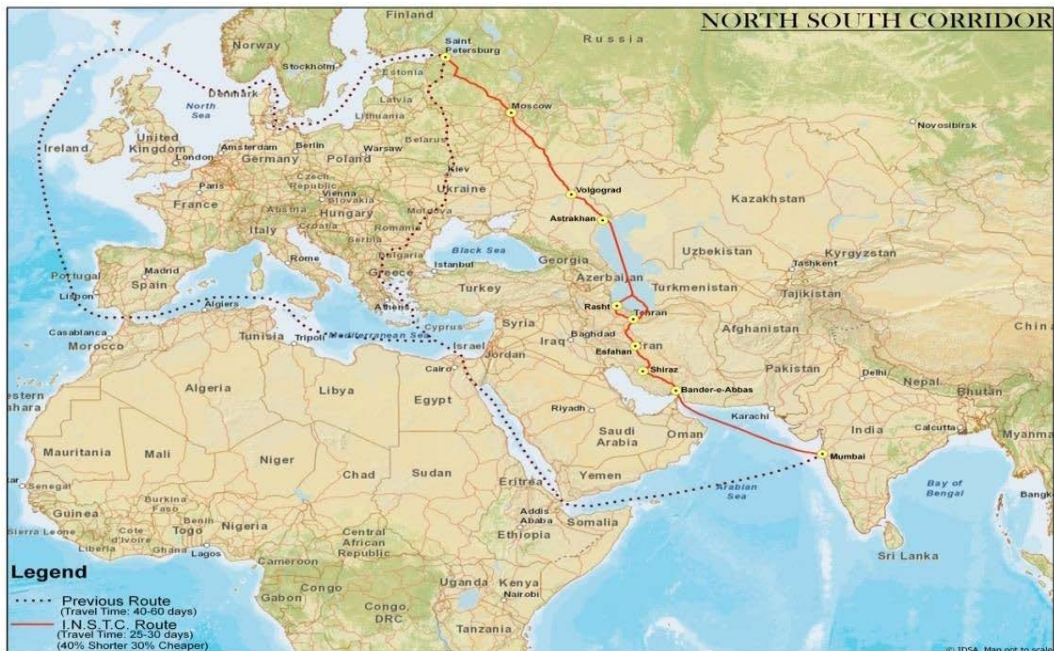 NORTH SOUTH CORRIDOR
Finland
Norway
Saint
Petersburg
Russia
Stockholm
Estonia
Latvia
Lithuania
Denmark
North
Sea
Moscow
Novosibirsk
Ireland
United
Kingdom
London
Amsterdam
Berlin
Germany
Poland
Warsaw
Belarus
Kiev
Ukraine
Paris
France
Czech
Republic
Vienna
Slovakia
Austria
Hungary
Moldova
Croatia
Romania
Serbia
Bulgaria
Italy
Rome
Volgograd
Astrakhan
Kazakhstan
Black Sea
Georgia
Uzbekistan
Kyrgyzstan
Tashkent
Portugal
Madrid
Spain
Lisbon
Greece
Istanbul
Turkey
Azerbaijan
Turkmenistan
Tajikistan
Athens
Algiers
Casablanca
Morocco
Tunisia
Tripoli
Mediterranean Sea
Cyprus
Syria
Rasht
Tehran
Iraq
Baghdad
Iran
Esfahan
Afghanistan
China
Israel
Jordan
Cairo
Shiraz
Bander-e-Abbas
Pakistan
Delhi
Nepal
Bhutan
Western
Sahara
Algeria
Libya
Egypt
Riyadh
Saudi
Arabia
Oman
Karachi
India
Calcutta
Myanmar
Mauritania
Mali
Niger
Chad
Sudan
Eritrea
Yemen
Arabian
Sea
Mumbai
Bay of
Bengal
Bangk
Senegal
Guinea
Burkina
Faso
Benin
Togo
Nigeria
Sierra Leone
Cote
d'Ivoire
Liberia
Ghana
Lagos
Addis
Ababa
Ethiopia
Somalia
Central
African
Republic
Cameroon
Sri Lanka
Legend
Gabon
Congo
Congo,
DRC
Uganda
Kenya
Nairobi
Tanzania
Previous Route
(Travel Time: 40-60 days)
I.N.S.T.C. Route
(Travel Time: 25-30 days)
(40% Shorter 30% Cheaper)
© IDSA, Map not to scale